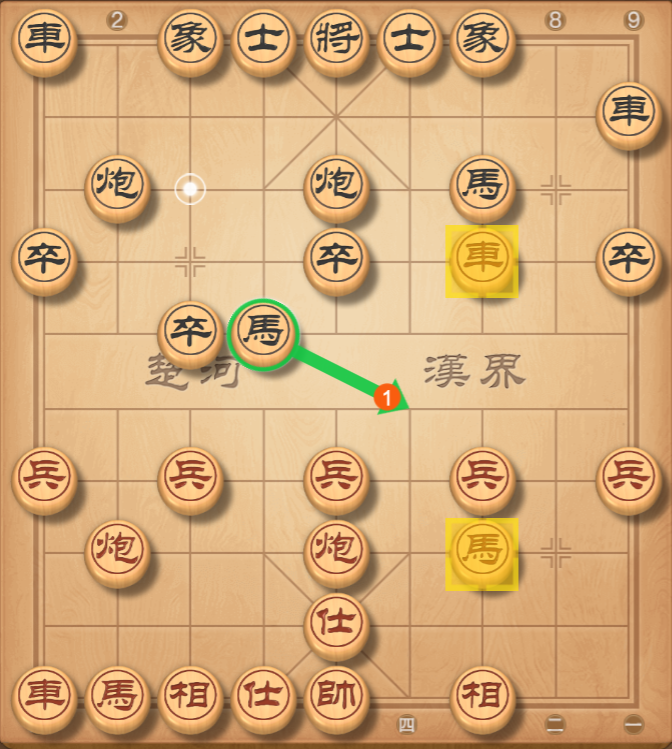 2 8 9
車 象 士 將 士 象
車
炮 炮 馬
卒 卒 車 卒
卒 馬
楚河 漢界
1
兵 兵 兵 兵 兵
炮 炮 馬
仕
車 馬 相 仕 帥 相
四 二 一